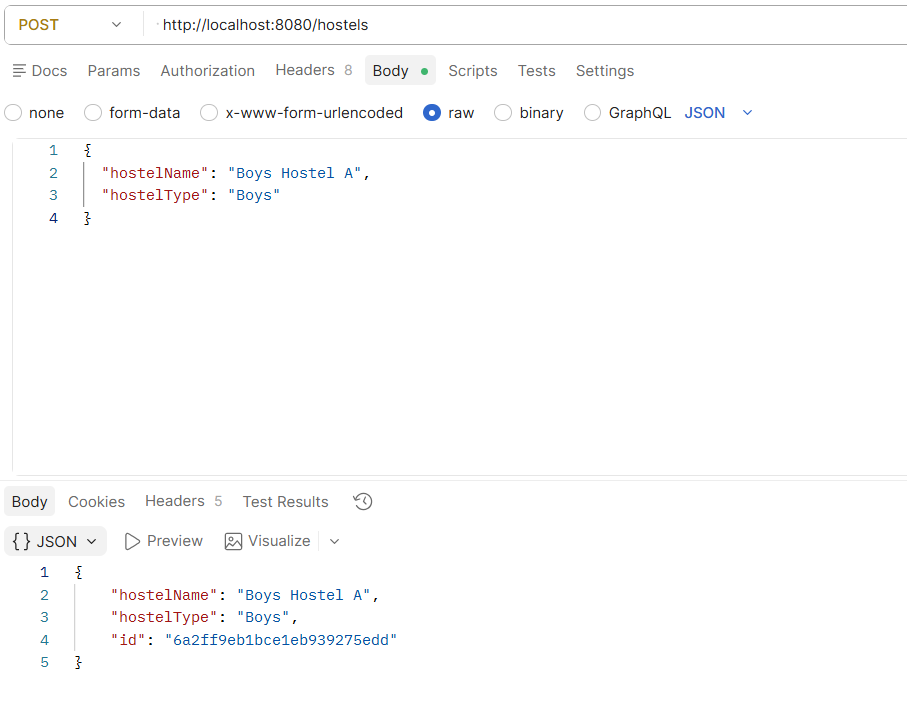 POST http://localhost:8080/hostels
Docs Params Authorization Headers 8 Body Scripts Tests Settings
none form-data x-www-form-urlencoded raw binary GraphQL JSON
1 {
2 "hostelName": "Boys Hostel A",
3 "hostelType": "Boys"
4 }
Body Cookies Headers 5 Test Results
{} JSON Preview Visualize
1 {
2 "hostelName": "Boys Hostel A",
3 "hostelType": "Boys",
4 "id": "6a2ff9eb1bce1eb939275edd"
5 }